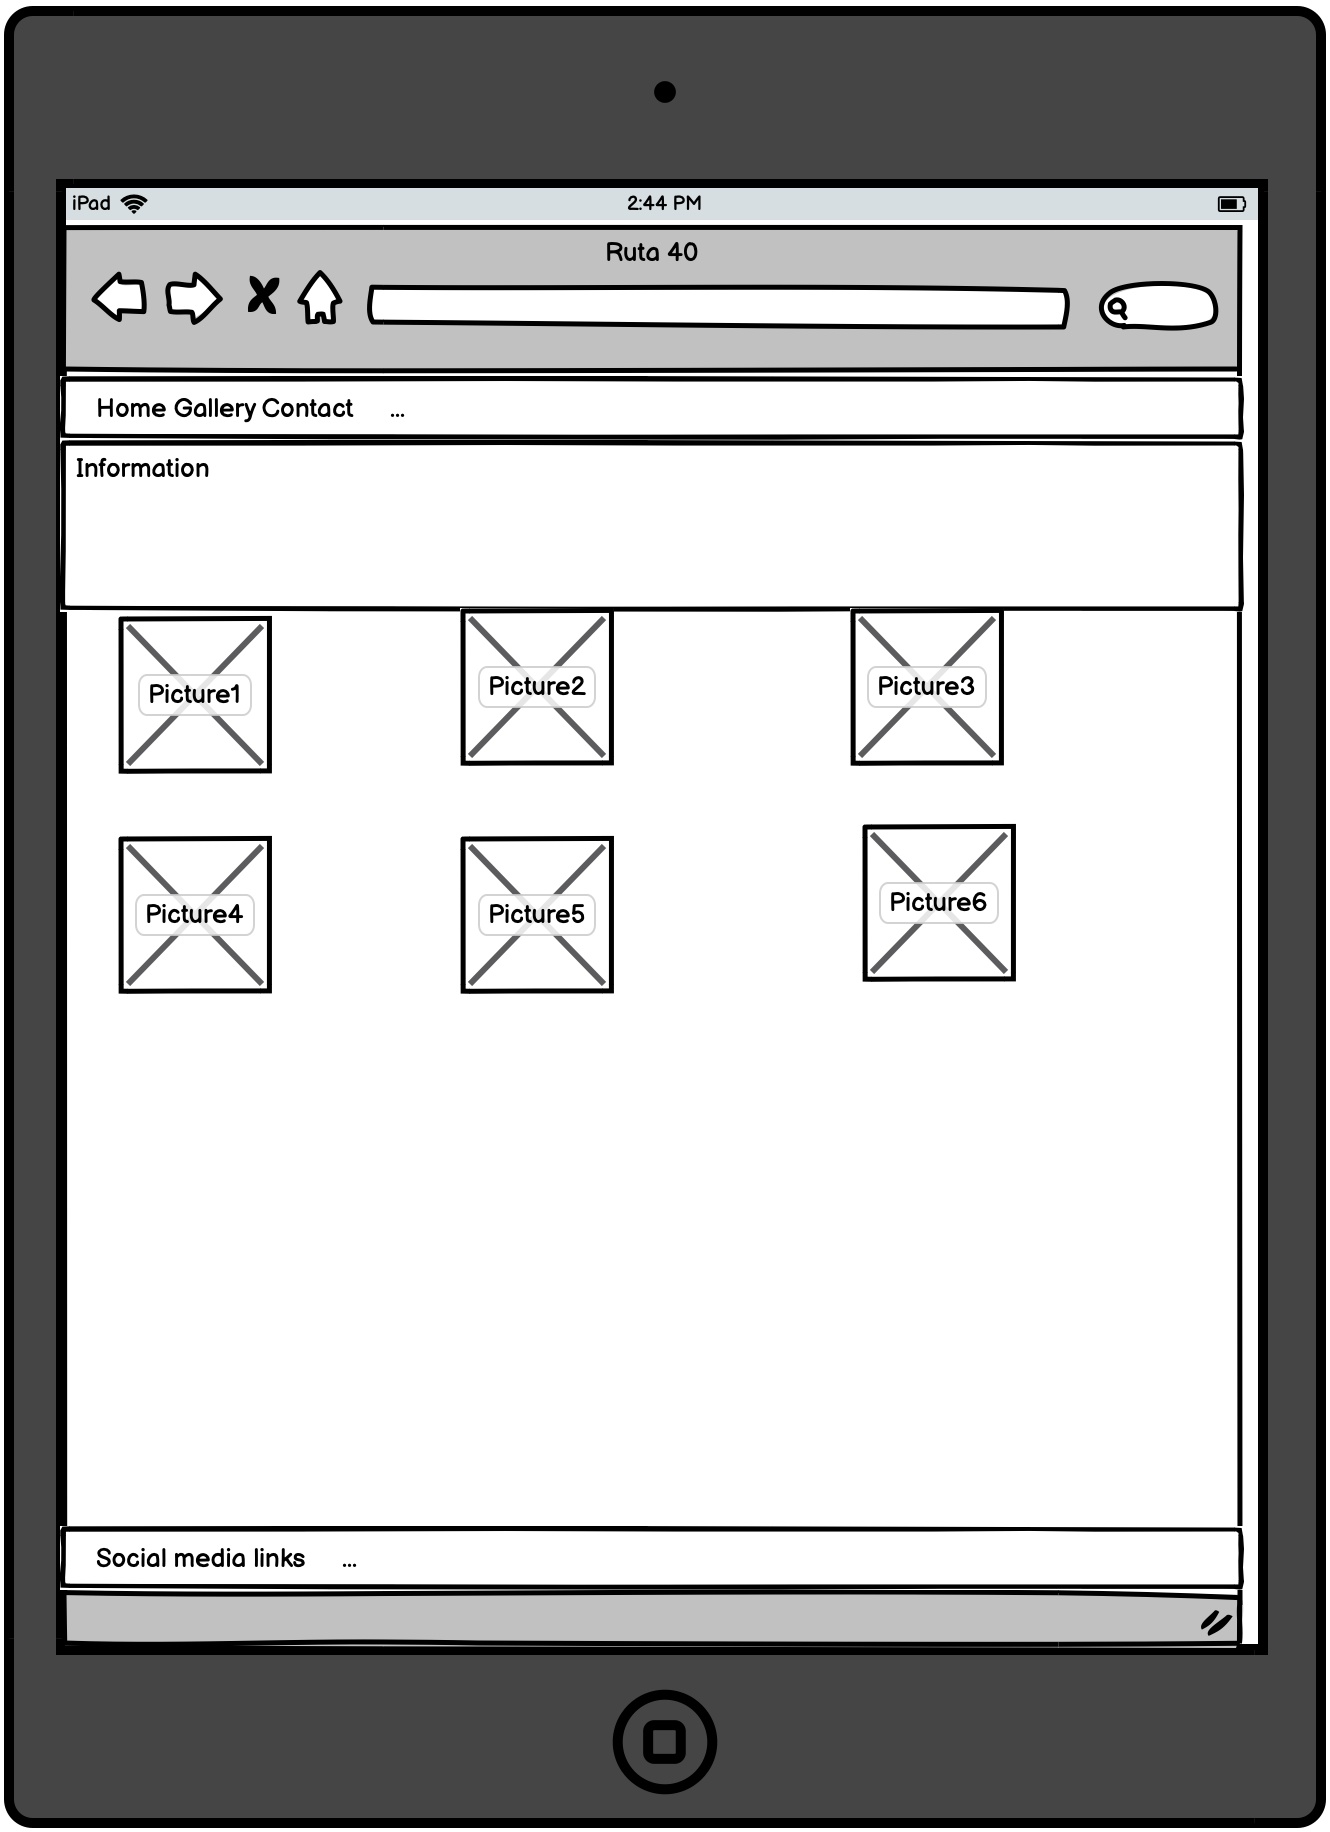 iPad 2:44 PM
Ruta 40
Home Gallery Contact ...
Information
Picture1 Picture2 Picture3
Picture4 Picture5 Picture6
Social media links ...